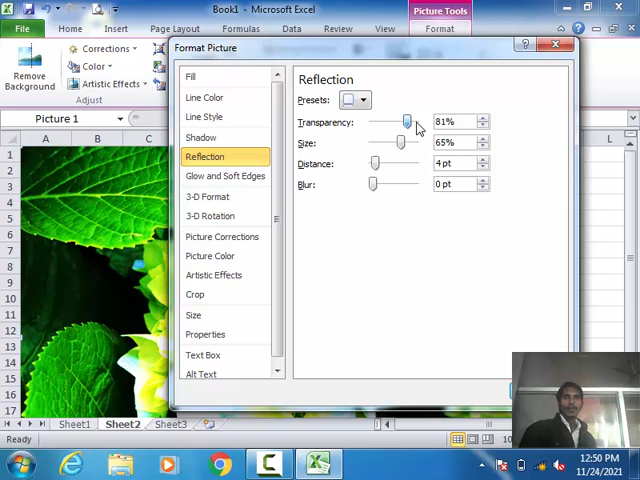 Book1 - Microsoft Excel
Picture Tools
File
Home
Insert
Page Layout
Formulas
Data
Review
View
Format
Remove
Background
Corrections
Color
Artistic Effects
Adjust
Picture 1
Format Picture
Fill
Line Color
Line Style
Shadow
Reflection
Glow and Soft Edges
3-D Format
3-D Rotation
Picture Corrections
Picture Color
Artistic Effects
Crop
Size
Properties
Text Box
Alt Text
Reflection
Presets:
Transparency:
81%
Size:
65%
Distance:
4 pt
Blur:
0 pt
A
B
C
L
1
2
3
4
5
6
7
8
9
10
11
12
13
14
15
16
17
Sheet1
Sheet2
Sheet3
Ready
10
12:50 PM
11/24/2021